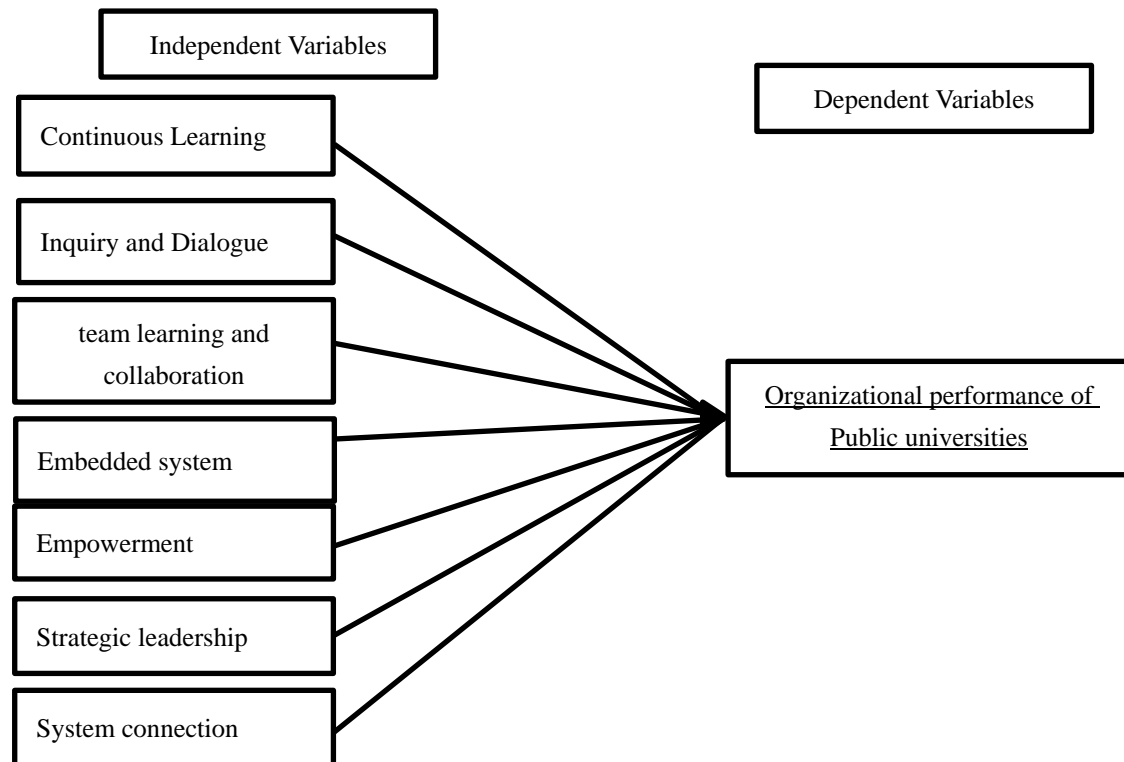 Independent Variables
Dependent Variables
Continuous Learning
Inquiry and Dialogue
team learning and
collaboration
Embedded system
Empowerment
Strategic leadership
System connection
Organizational performance of
Public universities